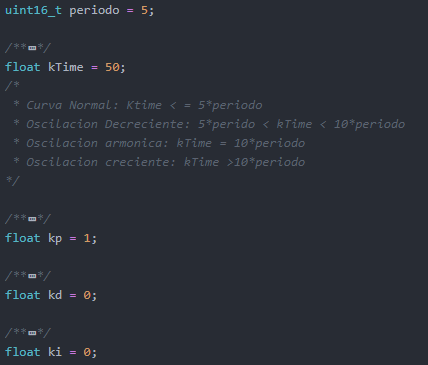 uint16_t periodo = 5;
/**
*/
float kTime = 50;
/*
* Curva Normal: Ktime < = 5*periodo
* Oscilacion Decreciente: 5*perido < kTime < 10*periodo
* Oscilacion armonica: kTime = 10*periodo
* Oscilacion creciente: kTime >10*periodo
*/
/**
*/
float kp = 1;
/**
*/
float kd = 0;
/**
*/
float ki = 0;